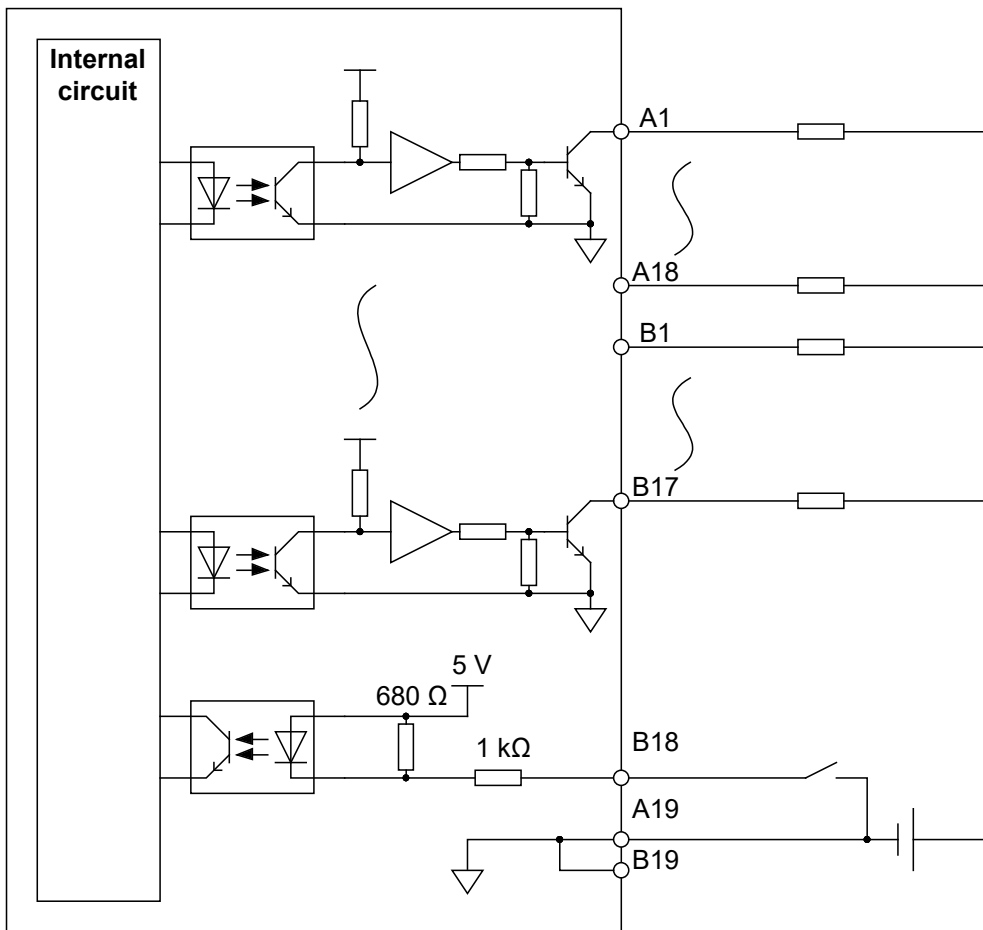 Internal
circuit
A1
A18
B1
B17
5 V
680 Ω
1 kΩ
B18
A19
B19